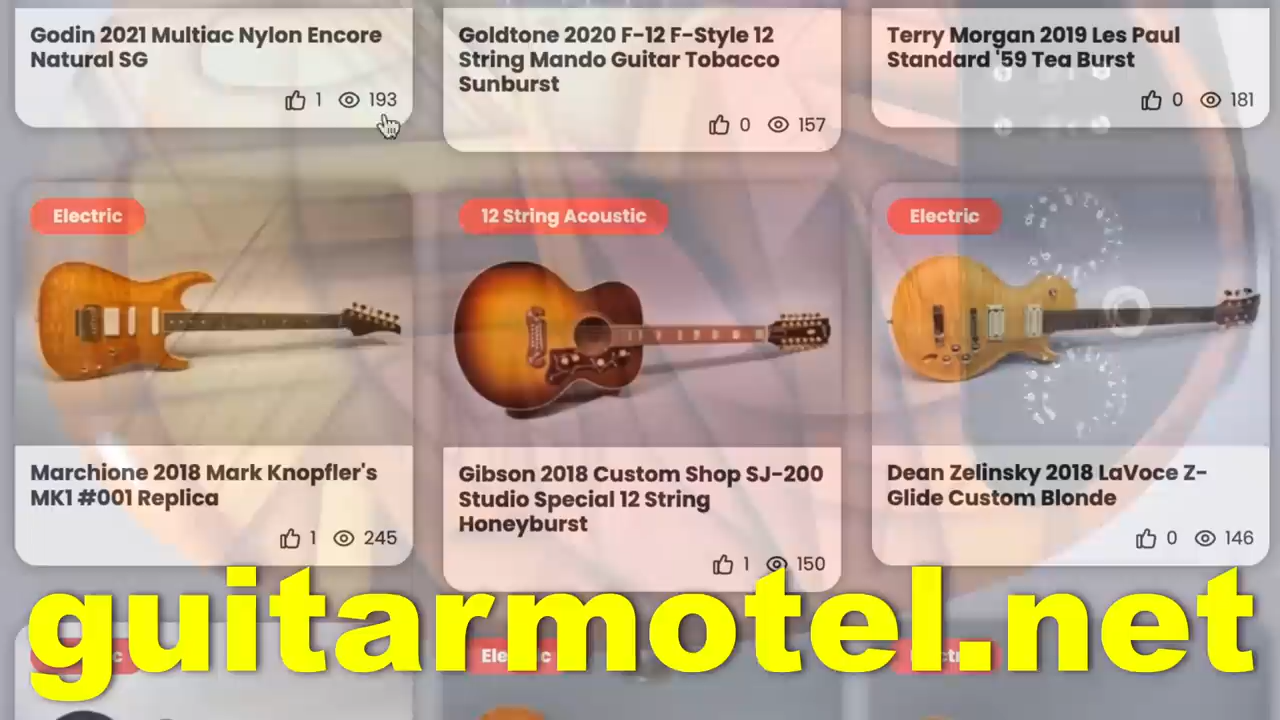 Godin 2021 Multiac Nylon Encore
Natural SG
1 193
Goldtone 2020 F-12 F-Style 12
String Mando Guitar Tobacco
Sunburst
0 157
Terry Morgan 2019 Les Paul
Standard '59 Tea Burst
0 181
Electric
Marchione 2018 Mark Knopfler's
MK1 #001 Replica
1 245
12 String Acoustic
Gibson 2018 Custom Shop SJ-200
Studio Special 12 String
Honeyburst
1 150
Electric
Dean Zelinsky 2018 LaVoce Z-
Glide Custom Blonde
0 146
guitarmotel.net